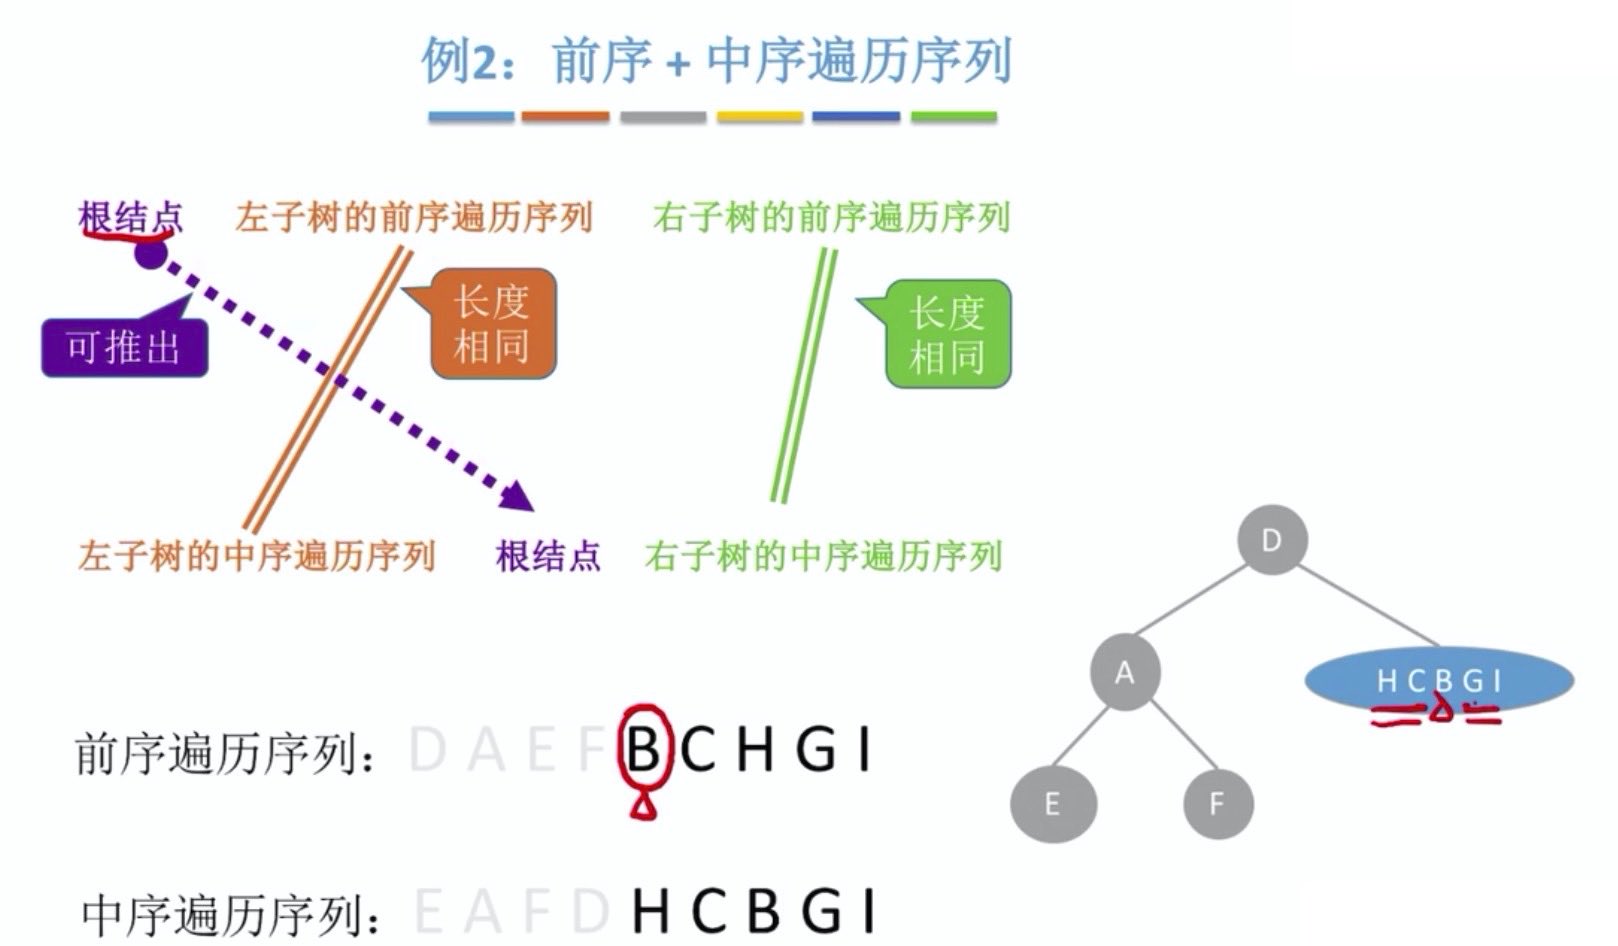 例2：前序 + 中序遍历序列
根结点 左子树的前序遍历序列 右子树的前序遍历序列
可推出
长度
相同
长度
相同
左子树的中序遍历序列 根结点 右子树的中序遍历序列
D
A
H C B G I
E F
前序遍历序列：D A E F B C H G I
中序遍历序列：E A F D H C B G I